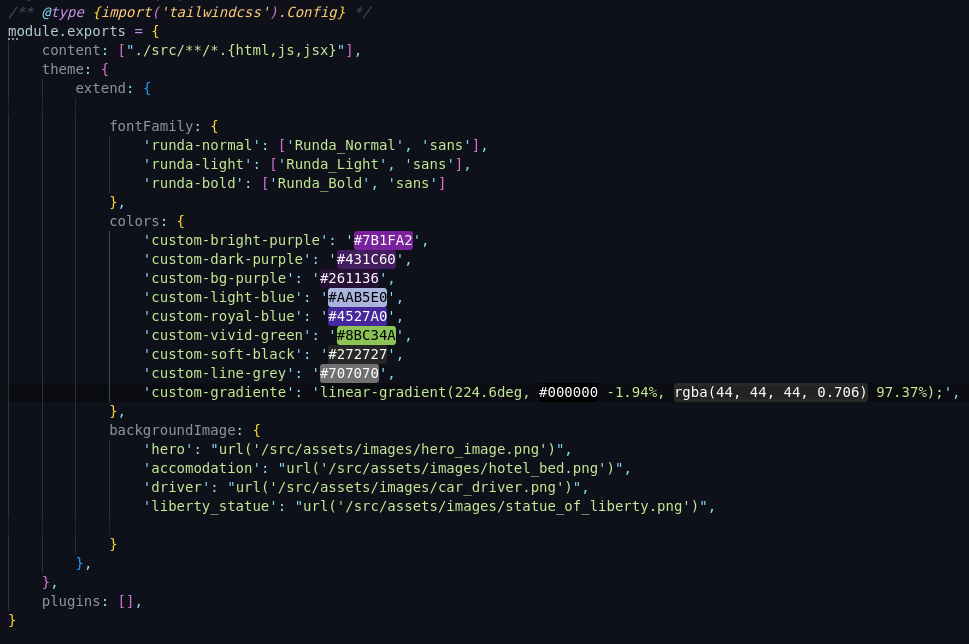 /** @type {import('tailwindcss').Config} */
module.exports = {
    content: ["./src/**/*.{html,js,jsx}"],
    theme: {
        extend: {
            fontFamily: {
                'runda-normal': ['Runda_Normal', 'sans'],
                'runda-light': ['Runda_Light', 'sans'],
                'runda-bold': ['Runda_Bold', 'sans']
            },
            colors: {
                'custom-bright-purple': '#7B1FA2',
                'custom-dark-purple': '#431C60',
                'custom-bg-purple': '#261136',
                'custom-light-blue': '#AAB5E0',
                'custom-royal-blue': '#4527A0',
                'custom-vivid-green': '#8BC34A',
                'custom-soft-black': '#272727',
                'custom-line-grey': '#707070',
                'custom-gradiente': 'linear-gradient(224.6deg, #000000 -1.94%, rgba(44, 44, 44, 0.706) 97.37%);',
            },
            backgroundImage: {
                'hero': "url('/src/assets/images/hero_image.png')",
                'accomodation': "url('/src/assets/images/hotel_bed.png')",
                'driver': "url('/src/assets/images/car_driver.png')",
                'liberty_statue': "url('/src/assets/images/statue_of_liberty.png')",
            }
        },
    },
    plugins: [],
}